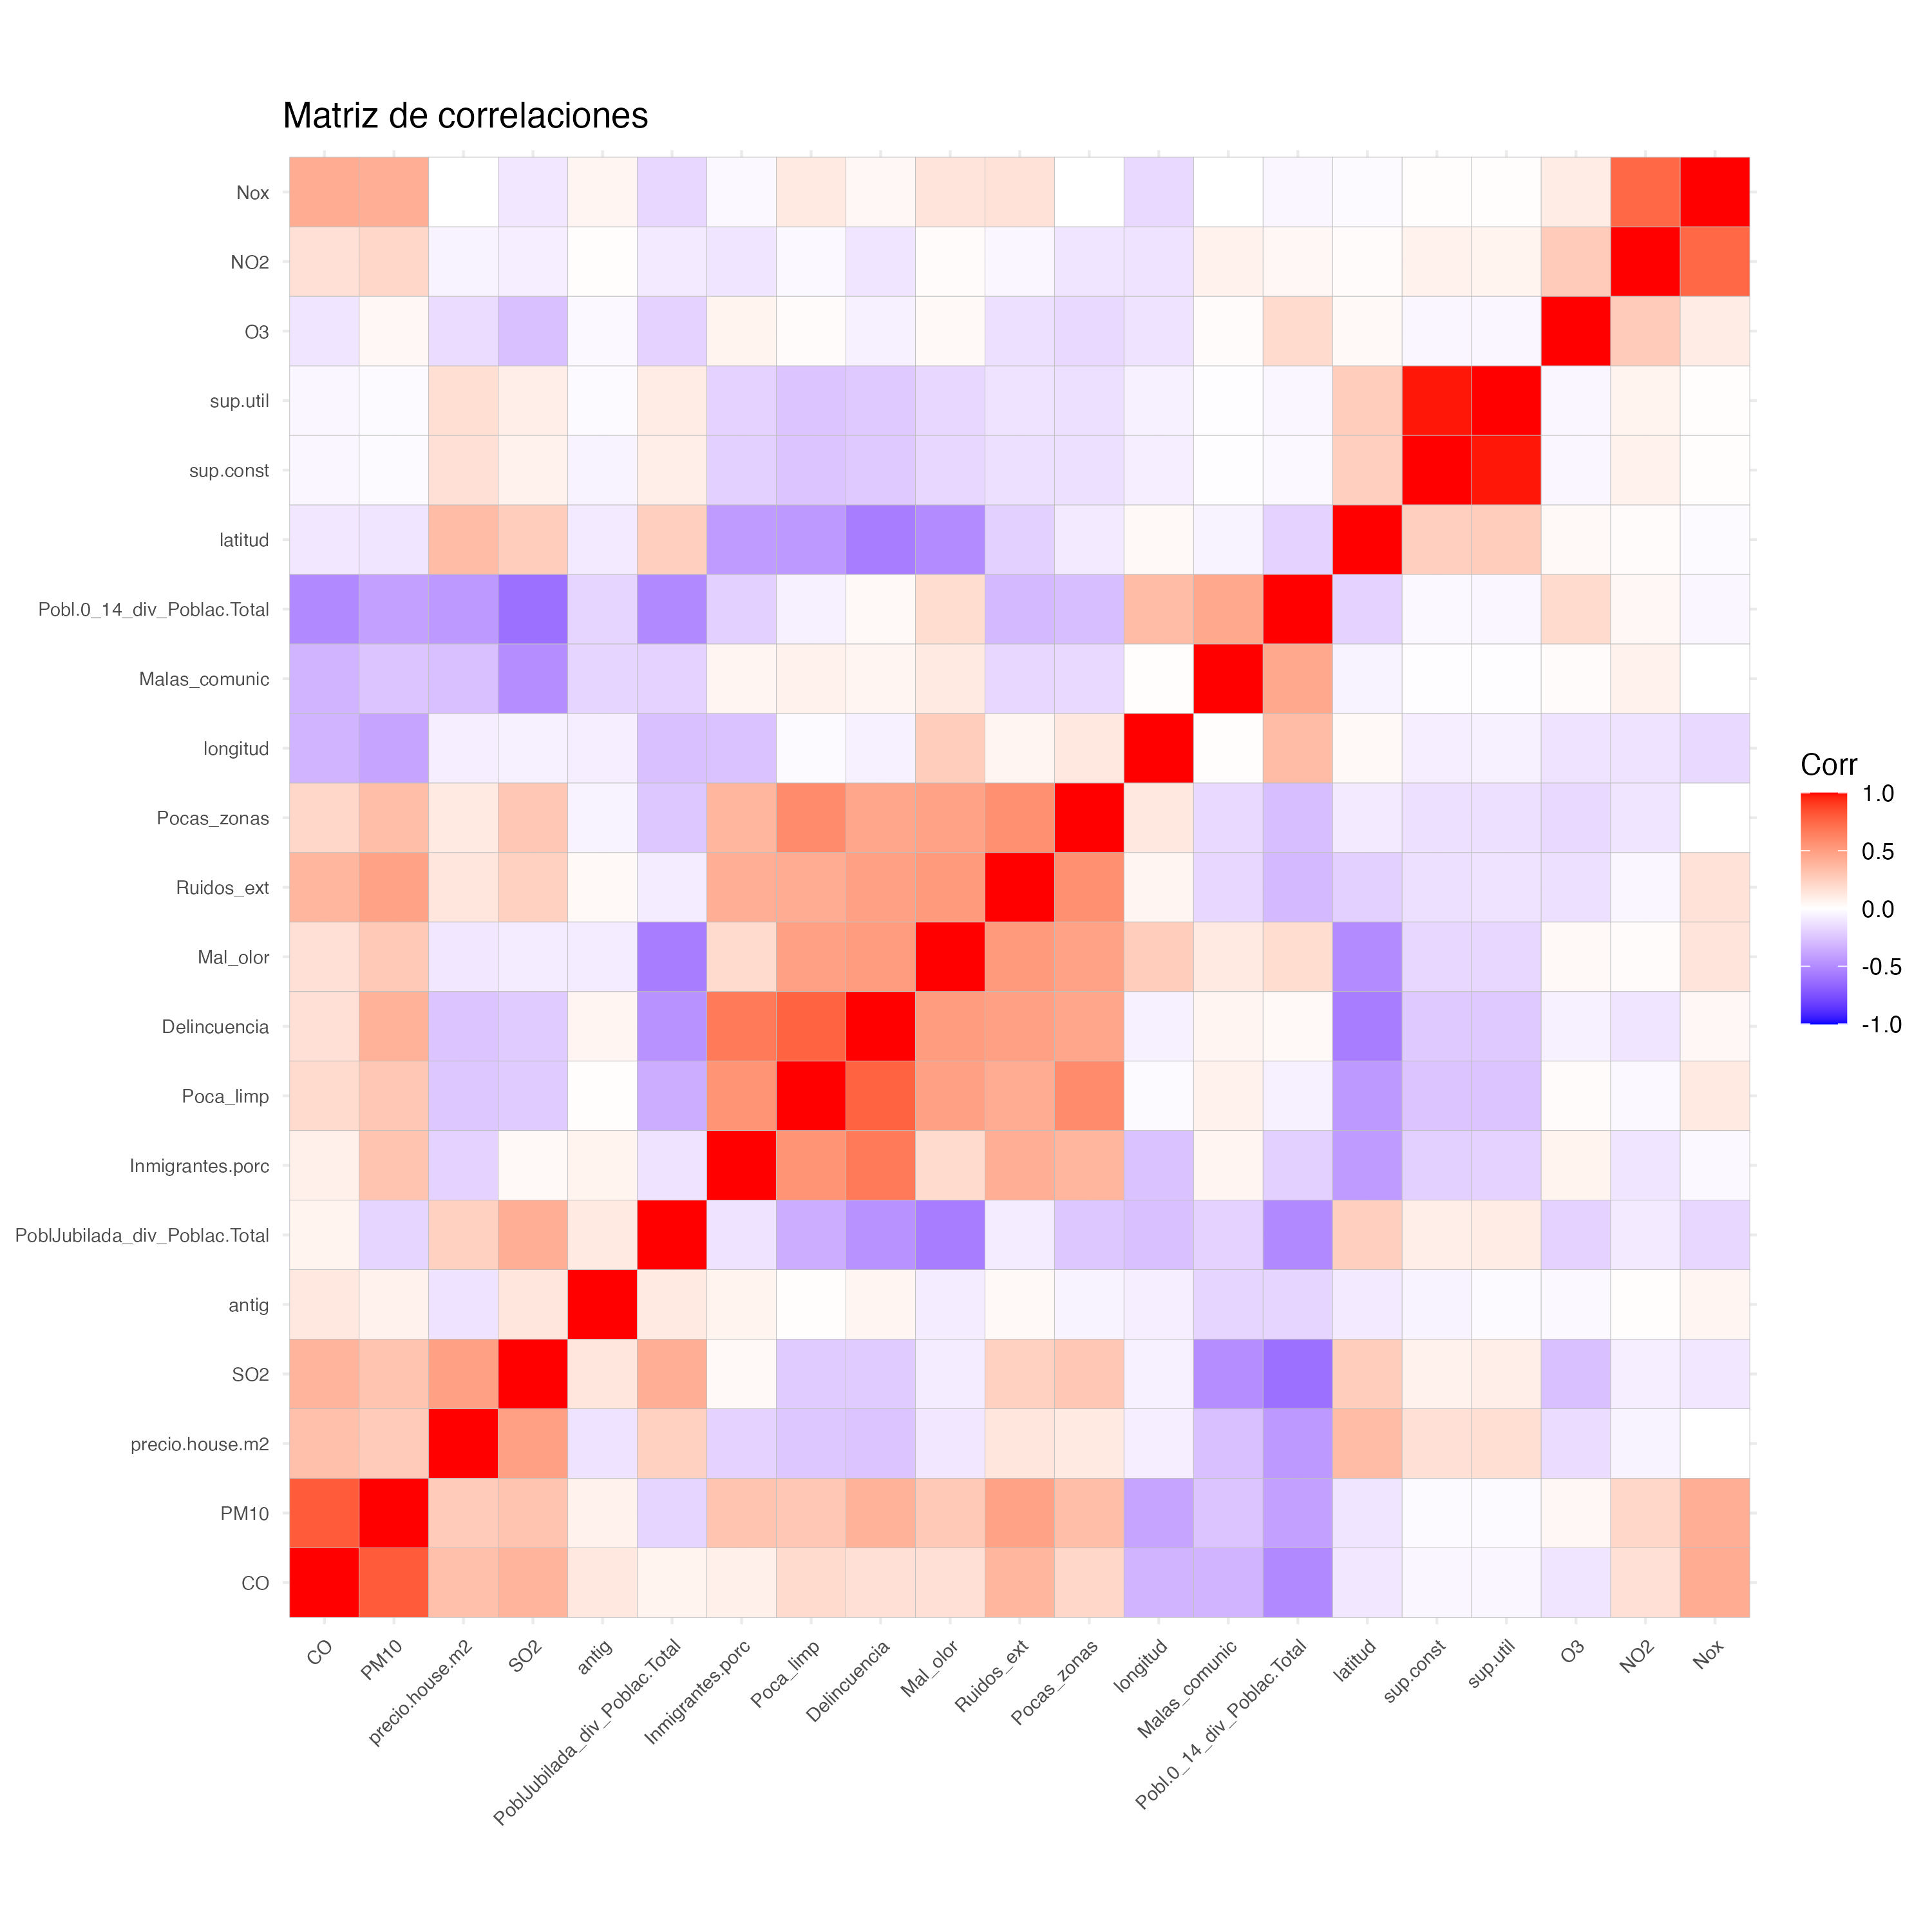 Matriz de correlaciones
Nox
NO2
O3
sup.util
sup.const
latitud
Pobl.0_14_div_Poblac.Total
Malas_comunic
longitud
Pocas_zonas
Ruidos_ext
Mal_olor
Delincuencia
Poca_limp
Inmigrantes.porc
PoblJubilada_div_Poblac.Total
antig
SO2
precio.house.m2
PM10
CO
CO
PM10
precio.house.m2
SO2
antig
PoblJubilada_div_Poblac.Total
Inmigrantes.porc
Poca_limp
Delincuencia
Mal_olor
Ruidos_ext
Pocas_zonas
longitud
Malas_comunic
Pobl.0_14_div_Poblac.Total
latitud
sup.const
sup.util
O3
NO2
Nox
Corr
1.0
0.5
0.0
-0.5
-1.0